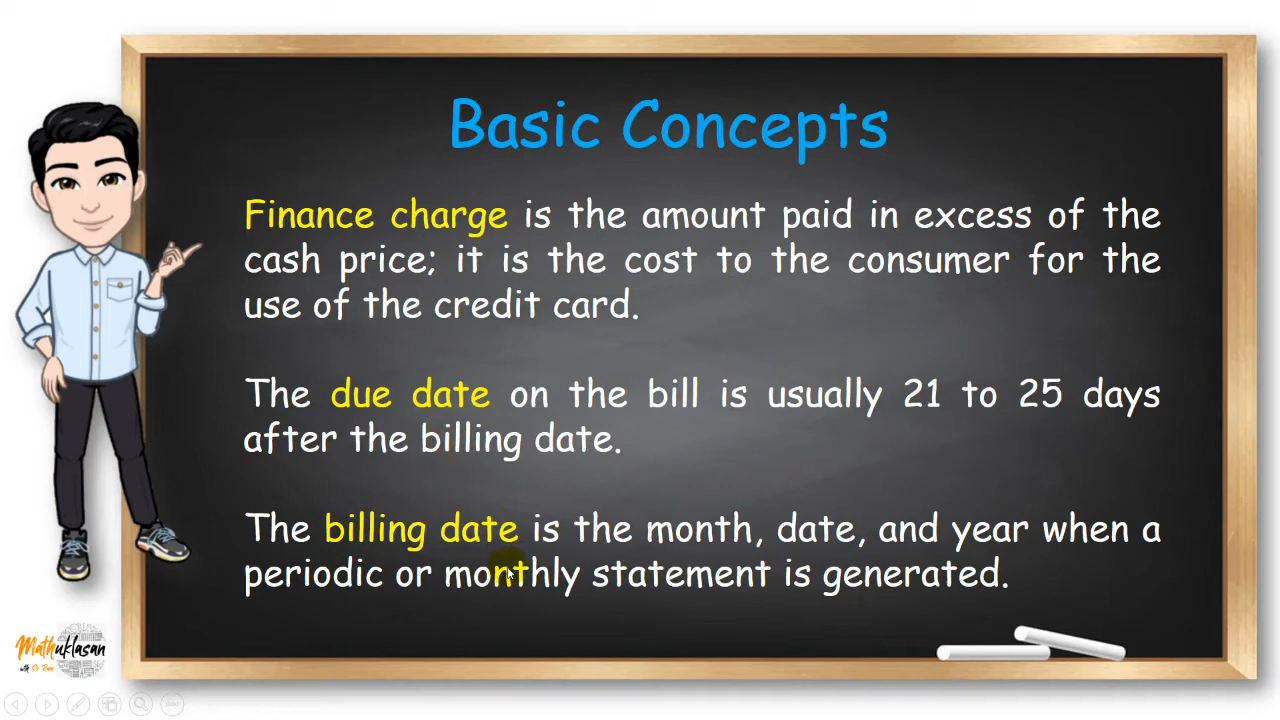 Basic Concepts
Finance charge is the amount paid in excess of the
cash price; it is the cost to the consumer for the
use of the credit card.
The due date on the bill is usually 21 to 25 days
after the billing date.
The billing date is the month, date, and year when a
periodic or monthly statement is generated.
Mathuklasan
with Sir Ram